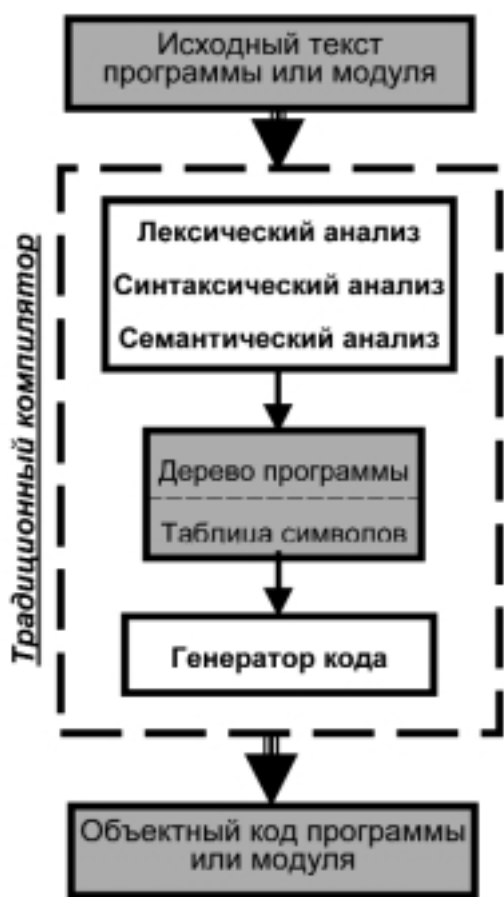 Исходный текст
программы или модуля
Традиционный компилятор
Лексический анализ
Синтаксический анализ
Семантический анализ
Дерево программы
Таблица символов
Генератор кода
Объектный код программы
или модуля